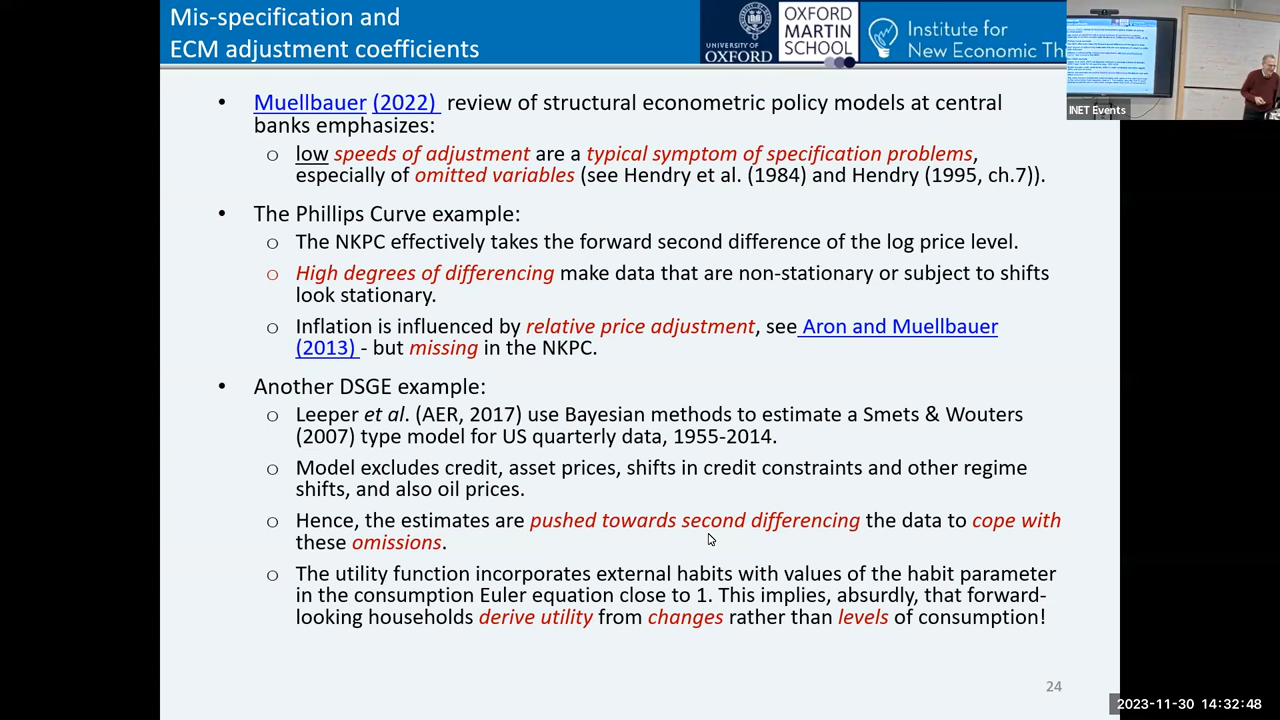 Mis-specification and
ECM adjustment coefficients
UNIVERSITY OF
OXFORD
OXFORD
MARTIN
SCHOOL
Institute for
New Economic Th
INET Events
• Muellbauer (2022) review of structural econometric policy models at central
banks emphasizes:
○ low speeds of adjustment are a typical symptom of specification problems,
especially of omitted variables (see Hendry et al. (1984) and Hendry (1995, ch.7)).
• The Phillips Curve example:
○ The NKPC effectively takes the forward second difference of the log price level.
○ High degrees of differencing make data that are non-stationary or subject to shifts
look stationary.
○ Inflation is influenced by relative price adjustment, see Aron and Muellbauer
(2013) - but missing in the NKPC.
• Another DSGE example:
○ Leeper et al. (AER, 2017) use Bayesian methods to estimate a Smets & Wouters
(2007) type model for US quarterly data, 1955-2014.
○ Model excludes credit, asset prices, shifts in credit constraints and other regime
shifts, and also oil prices.
○ Hence, the estimates are pushed towards second differencing the data to cope with
these omissions.
○ The utility function incorporates external habits with values of the habit parameter
in the consumption Euler equation close to 1. This implies, absurdly, that forward-
looking households derive utility from changes rather than levels of consumption!
24
2023-11-30 14:32:48